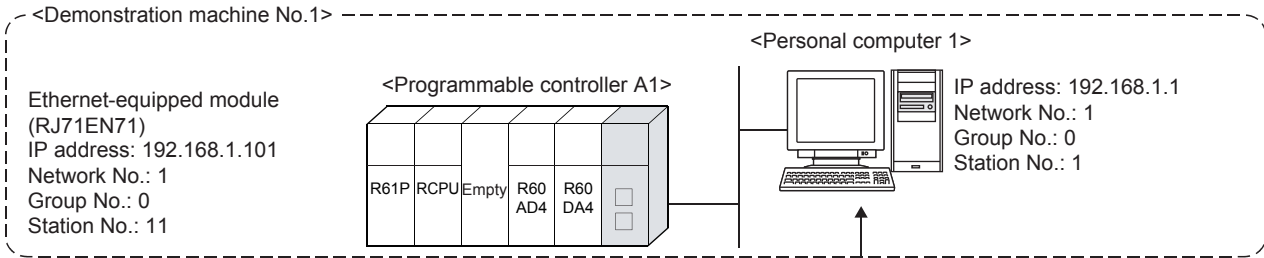 <Demonstration machine No.1>
<Personal computer 1>
<Programmable controller A1>
Ethernet-equipped module
(RJ71EN71)
IP address: 192.168.1.101
Network No.: 1
Group No.: 0
Station No.: 11
R61P
RCPU
Empty
R60
AD4
R60
DA4
IP address: 192.168.1.1
Network No.: 1
Group No.: 0
Station No.: 1